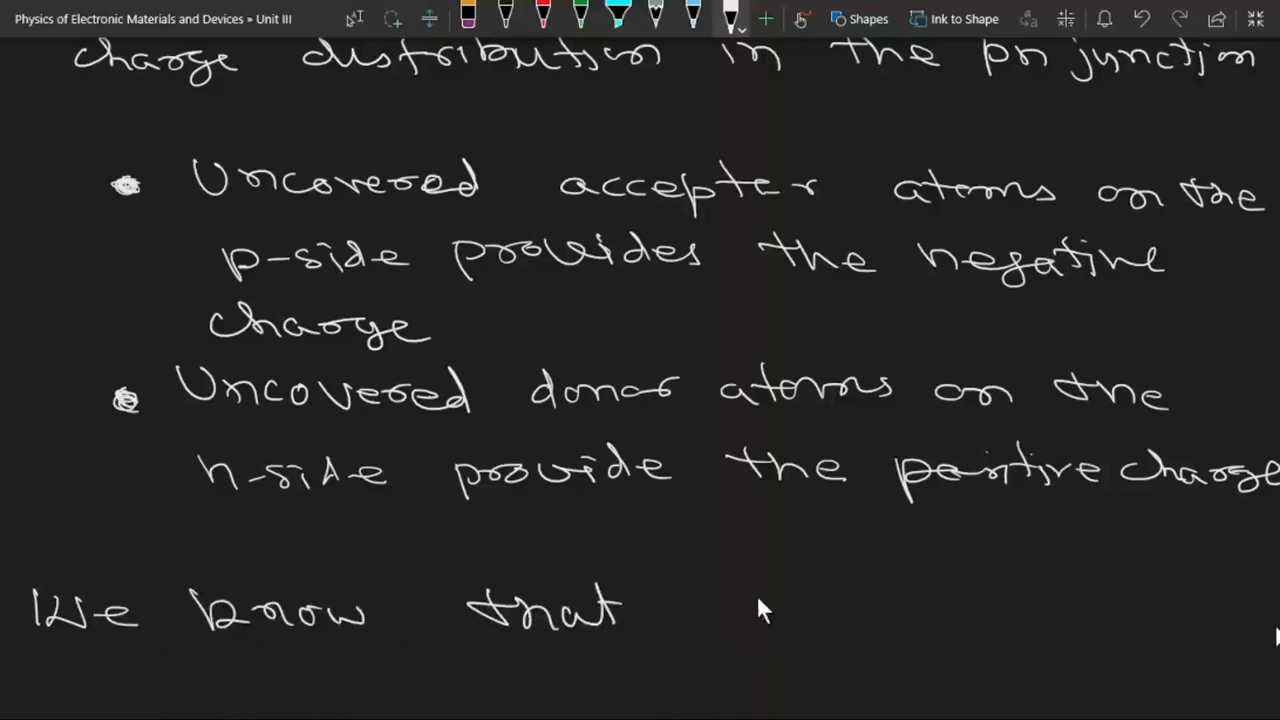 Physics of Electronic Materials and Devices » Unit III
Shapes
Ink to Shape
charge distribution in the pn junction
Uncovered accepter atoms on the
p-side provides the negative
charge
Uncovered donar atoms on the
n-side provide the positive charge
We know that